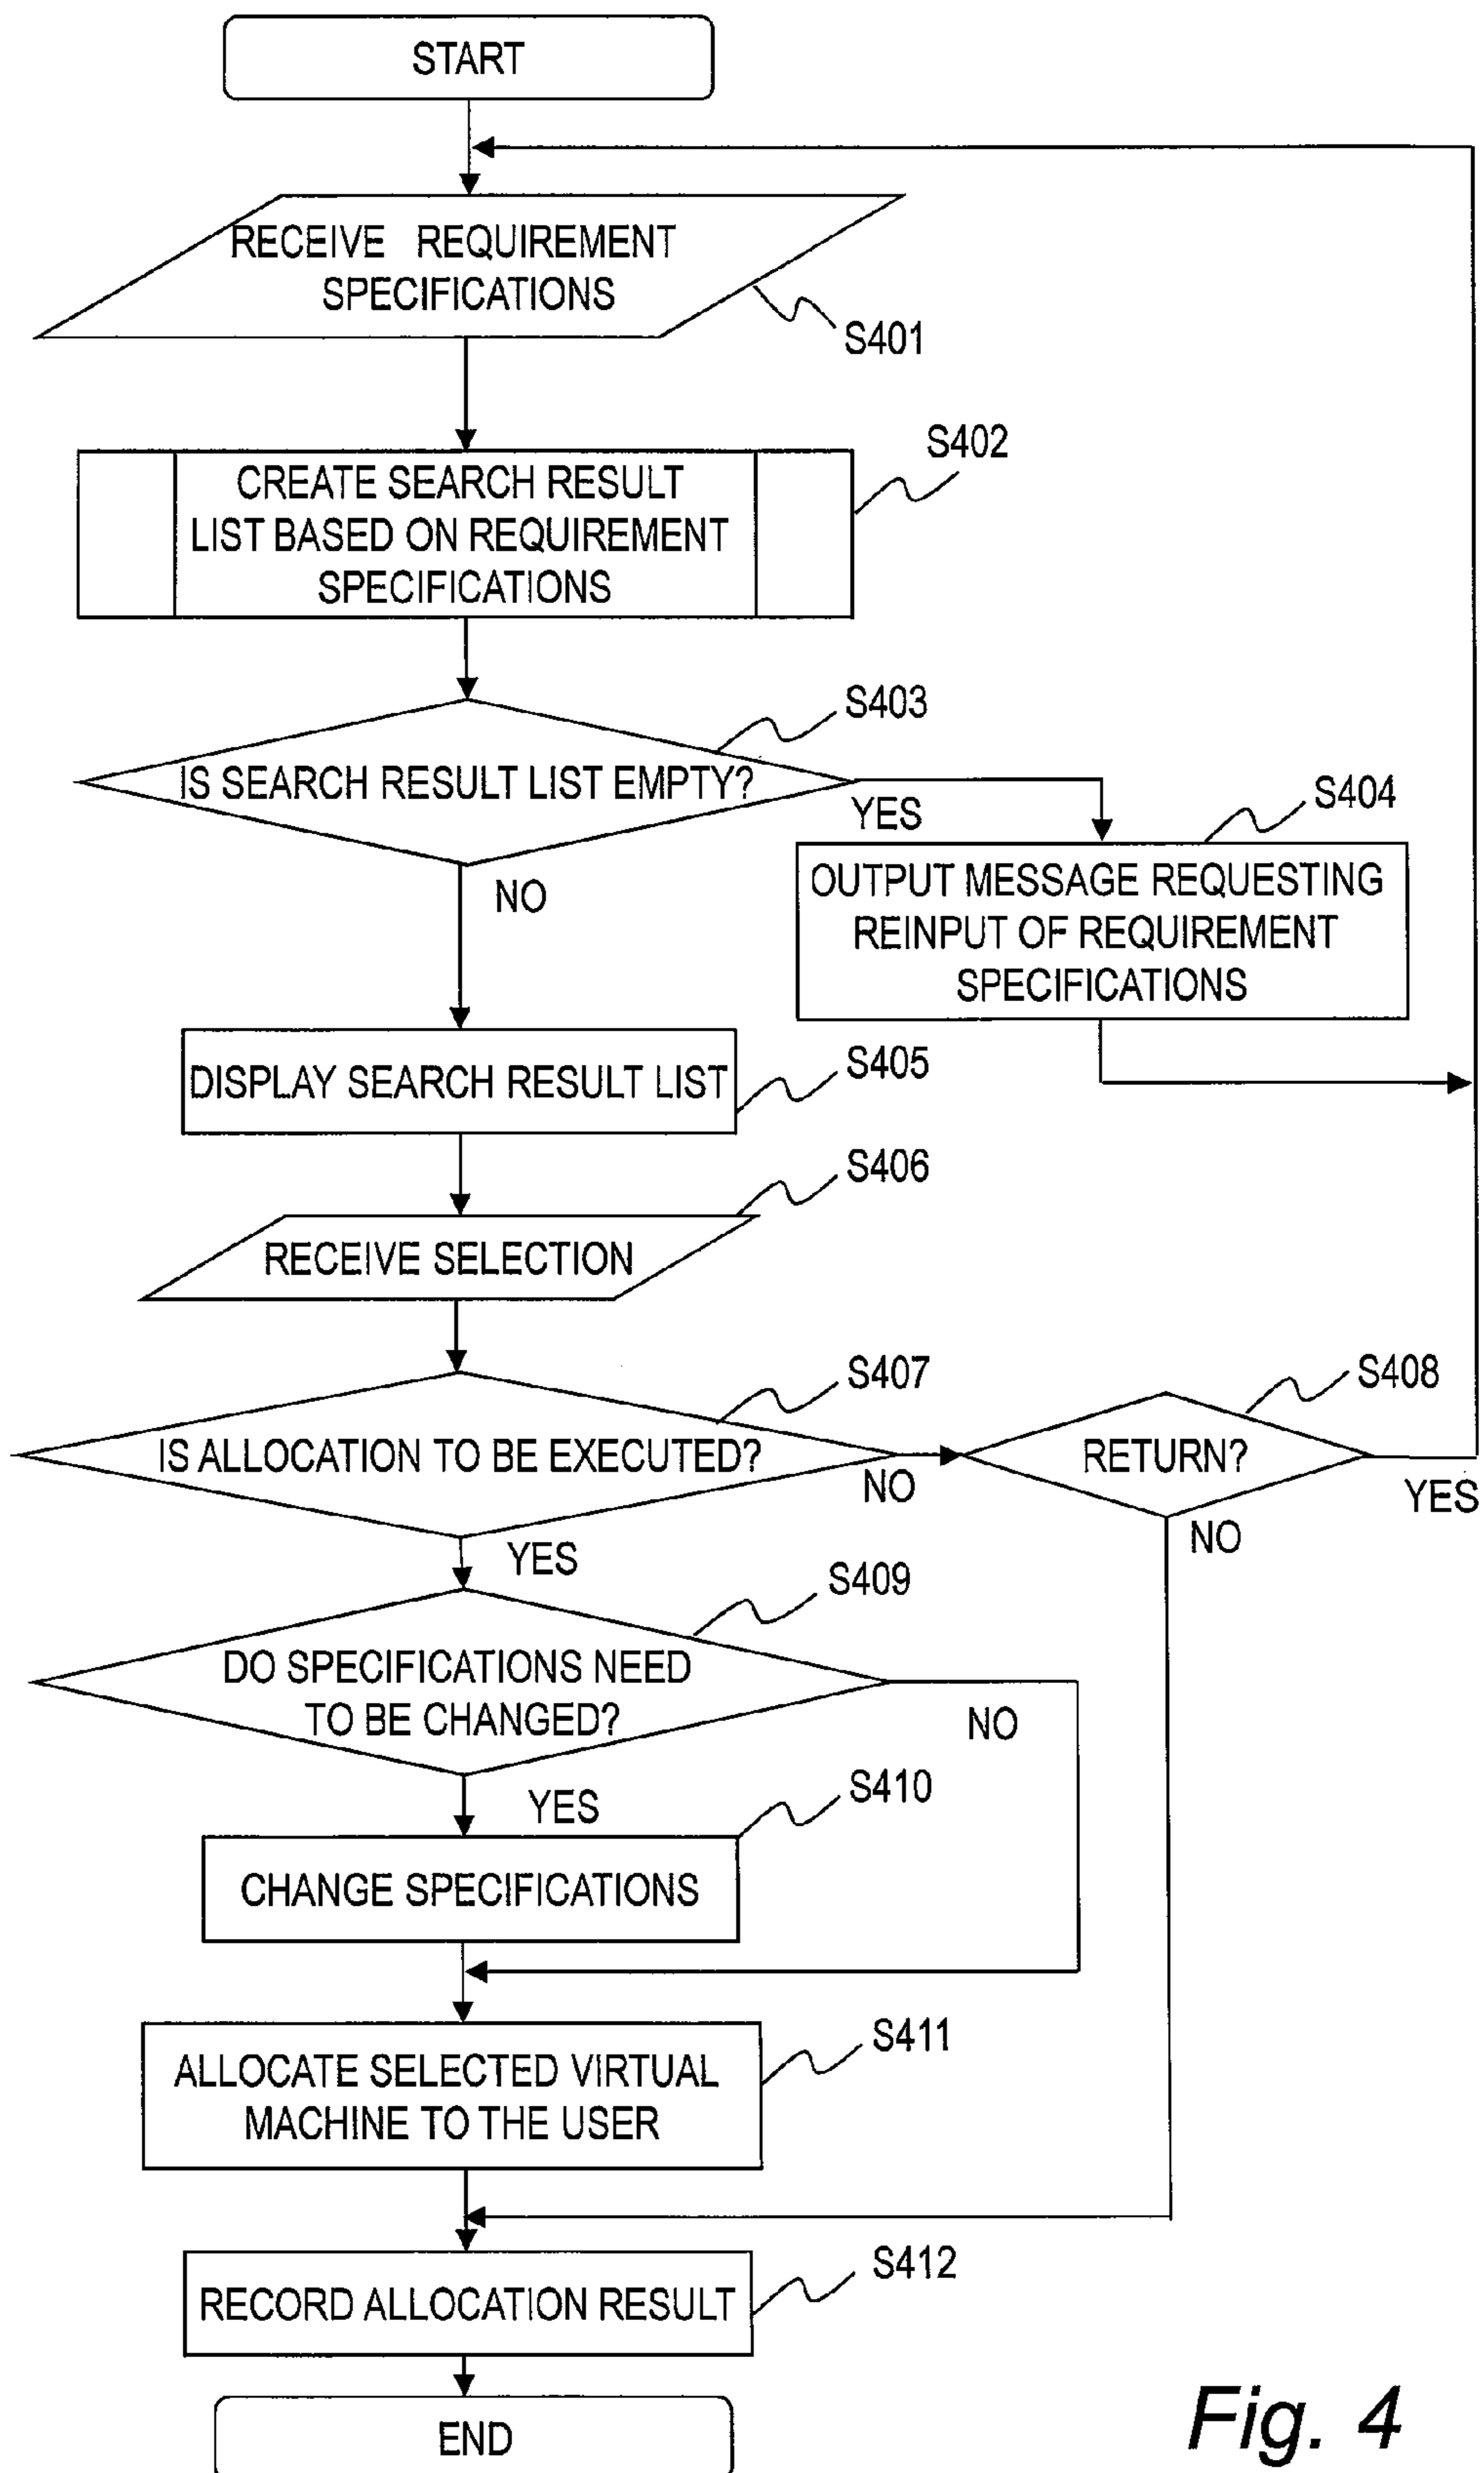 START
RECEIVE REQUIREMENT
SPECIFICATIONS
S401
S402
CREATE SEARCH RESULT
LIST BASED ON REQUIREMENT
SPECIFICATIONS
S403
IS SEARCH RESULT LIST EMPTY?
YES
S404
NO
OUTPUT MESSAGE REQUESTING
REINPUT OF REQUIREMENT
SPECIFICATIONS
DISPLAY SEARCH RESULT LIST
S405
S406
RECEIVE SELECTION
S407
S408
IS ALLOCATION TO BE EXECUTED?
NO
RETURN?
YES
NO
YES
S409
DO SPECIFICATIONS NEED
TO BE CHANGED?
NO
YES
S410
CHANGE SPECIFICATIONS
S411
ALLOCATE SELECTED VIRTUAL
MACHINE TO THE USER
S412
RECORD ALLOCATION RESULT
END
Fig. 4